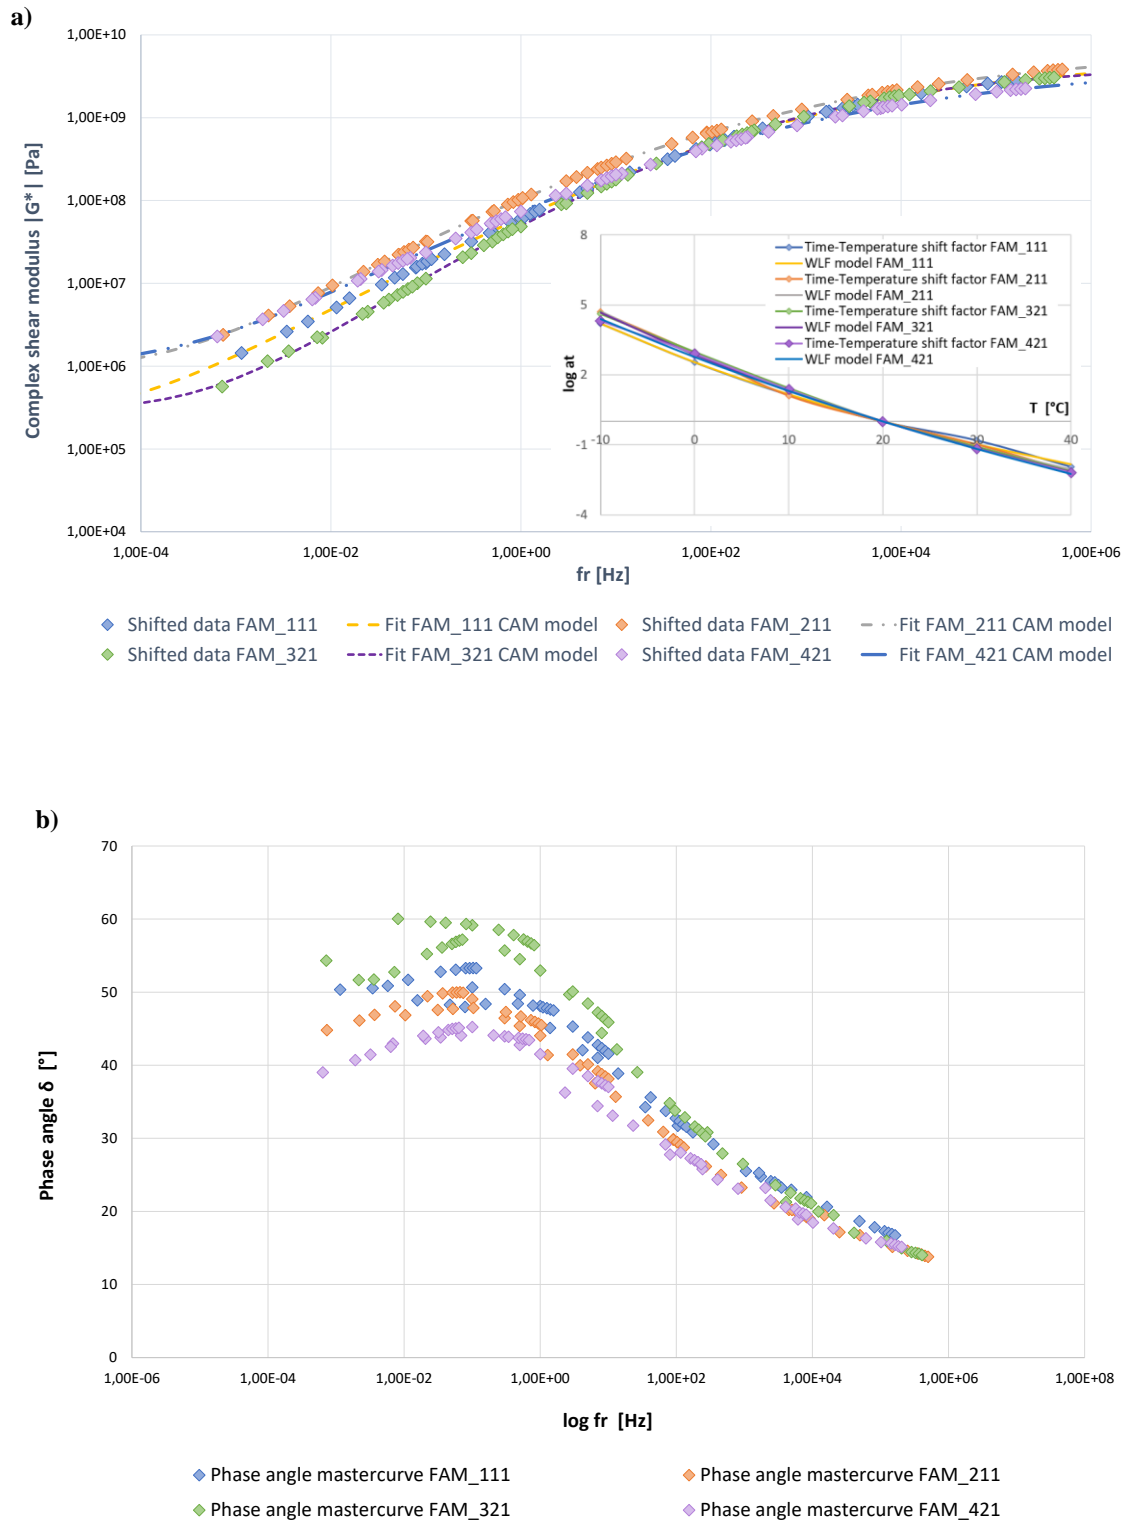 a)
1,00E+10
1,00E+09
1,00E+08
1,00E+07
1,00E+06
1,00E+05
1,00E+04
Complex shear modulus |G*| [Pa]
1,00E-04 1,00E-02 1,00E+00 1,00E+02 1,00E+04 1,00E+06
fr [Hz]
8
5
2
-1
-4
log at
-10 0 10 20 30 40
T [°C]
Time-Temperature shift factor FAM_111
WLF model FAM_111
Time-Temperature shift factor FAM_211
WLF model FAM_211
Time-Temperature shift factor FAM_321
WLF model FAM_321
Time-Temperature shift factor FAM_421
WLF model FAM_421
Shifted data FAM_111 Fit FAM_111 CAM model Shifted data FAM_211 Fit FAM_211 CAM model
Shifted data FAM_321 Fit FAM_321 CAM model Shifted data FAM_421 Fit FAM_421 CAM model
b)
70
60
50
40
30
20
10
0
Phase angle δ [°]
1,00E-06 1,00E-04 1,00E-02 1,00E+00 1,00E+02 1,00E+04 1,00E+06 1,00E+08
log fr [Hz]
Phase angle mastercurve FAM_111 Phase angle mastercurve FAM_211
Phase angle mastercurve FAM_321 Phase angle mastercurve FAM_421